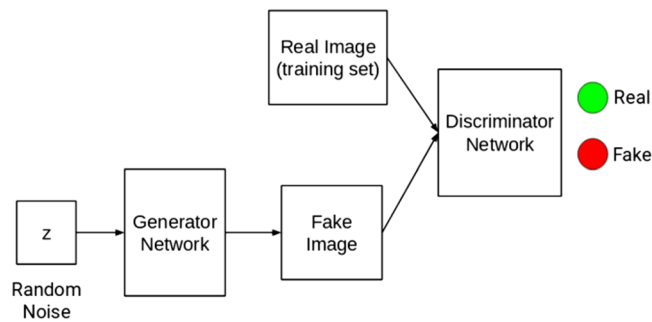 Real Image
(training set)
Discriminator
Network
Real
Fake
Generator
Network
Fake
Image
z
Random
Noise